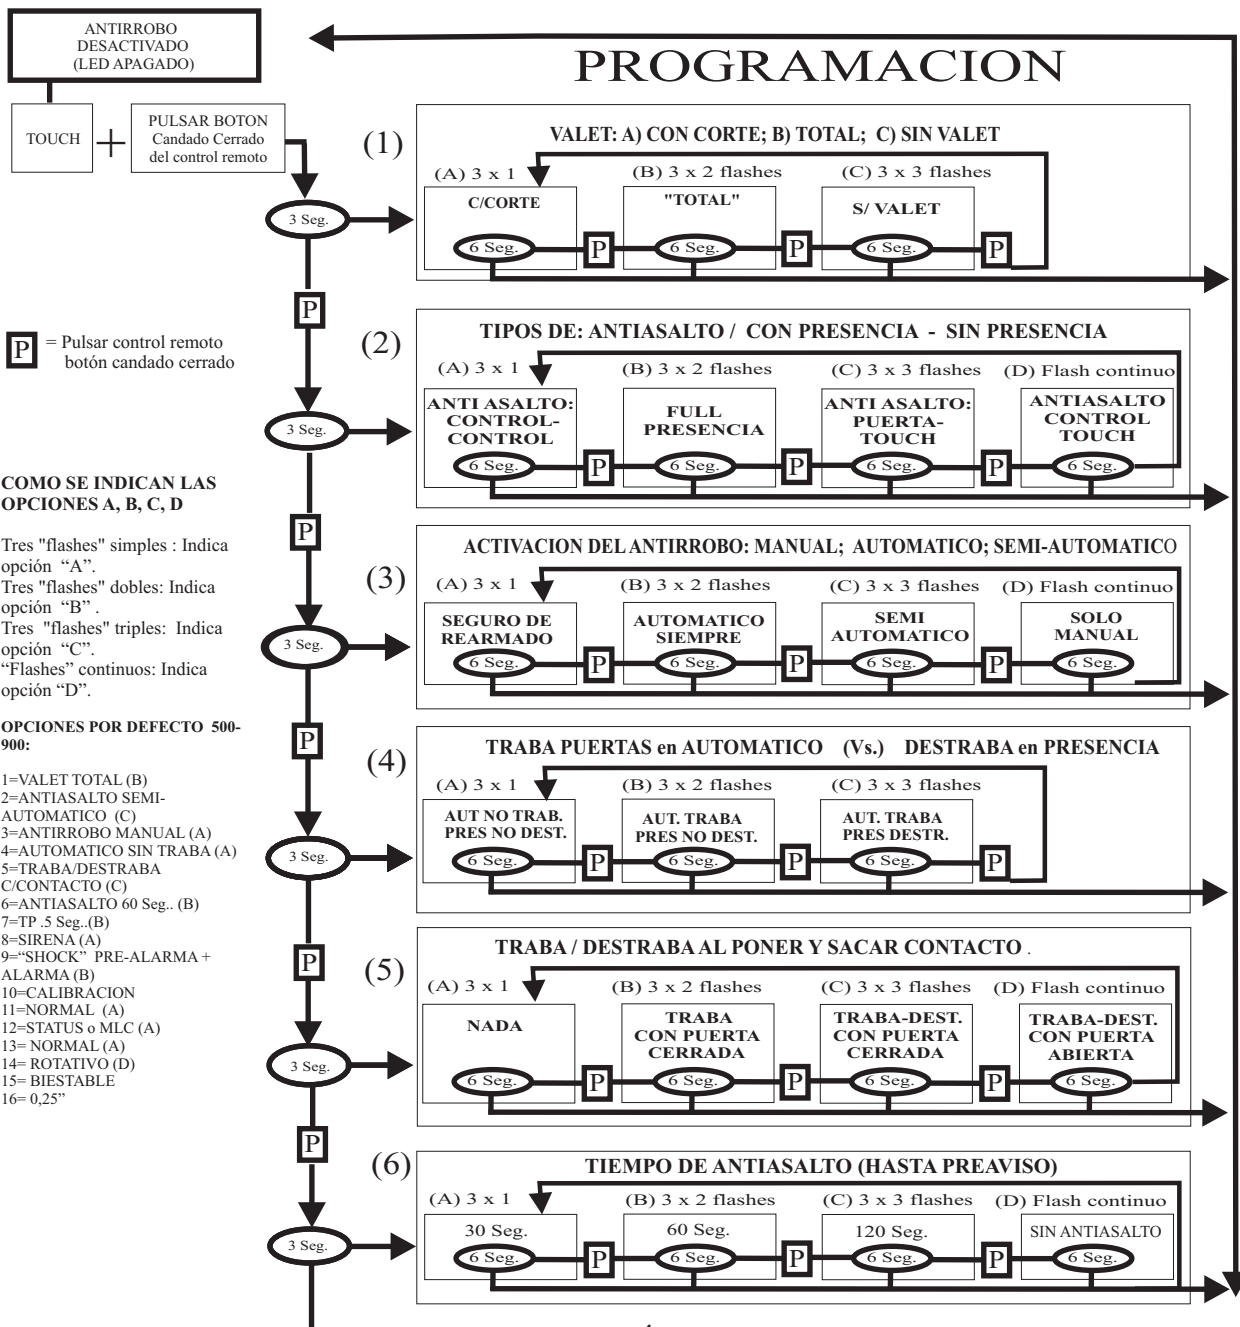 ANTIRROBO
DESACTIVADO
(LED APAGADO)
PROGRAMACION
TOUCH
PULSAR BOTON
Candado Cerrado
del control remoto
3 Seg.
(1)
VALET: A) CON CORTE; B) TOTAL; C) SIN VALET
(A) 3 x 1
(B) 3 x 2 flashes
(C) 3 x 3 flashes
C/CORTE
"TOTAL"
S/ VALET
6 Seg.
P
6 Seg.
P
6 Seg.
P
P
P
= Pulsar control remoto
botón candado cerrado
(2)
TIPOS DE: ANTIASALTO / CON PRESENCIA - SIN PRESENCIA
(A) 3 x 1
(B) 3 x 2 flashes
(C) 3 x 3 flashes
(D) Flash continuo
3 Seg.
ANTI ASALTO:
CONTROL-
CONTROL
FULL
PRESENCIA
ANTI ASALTO:
PUERTA-
TOUCH
ANTIASALTO
CONTROL
TOUCH
6 Seg.
P
6 Seg.
P
6 Seg.
P
6 Seg.
P
COMO SE INDICAN LAS
OPCIONES A, B, C, D
Tres "flashes" simples : Indica
opción “A”.
Tres "flashes" dobles: Indica
opción “B” .
Tres "flashes" triples: Indica
opción “C”.
“Flashes” continuos: Indica
opción “D”.
(3)
ACTIVACION DEL ANTIRROBO: MANUAL; AUTOMATICO; SEMI-AUTOMATICO
(A) 3 x 1
(B) 3 x 2 flashes
(C) 3 x 3 flashes
(D) Flash continuo
3 Seg.
SEGURO DE
REARMADO
AUTOMATICO
SIEMPRE
SEMI
AUTOMATICO
SOLO
MANUAL
6 Seg.
P
6 Seg.
P
6 Seg.
P
6 Seg.
P
OPCIONES POR DEFECTO 500-
900:
1=VALET TOTAL (B)
2=ANTIASALTO SEMI-
AUTOMATICO (C)
3=ANTIRROBO MANUAL (A)
4=AUTOMATICO SIN TRABA (A)
5=TRABA/DESTRABA
C/CONTACTO (C)
6=ANTIASALTO 60 Seg.. (B)
7=TP .5 Seg..(B)
8=SIRENA (A)
9=“SHOCK” PRE-ALARMA +
ALARMA (B)
10=CALIBRACION
11=NORMAL (A)
12=STATUS o MLC (A)
13= NORMAL (A)
14= ROTATIVO (D)
15= BIESTABLE
16= 0,25”
(4)
TRABA PUERTAS en AUTOMATICO (Vs.) DESTRABA en PRESENCIA
(A) 3 x 1
(B) 3 x 2 flashes
(C) 3 x 3 flashes
3 Seg.
AUT NO TRAB.
PRES NO DEST.
AUT. TRABA
PRES NO DEST.
AUT. TRABA
PRES DESTR.
6 Seg.
P
6 Seg.
P
6 Seg.
P
P
(5)
TRABA / DESTRABA AL PONER Y SACAR CONTACTO .
(A) 3 x 1
(B) 3 x 2 flashes
(C) 3 x 3 flashes
(D) Flash continuo
3 Seg.
NADA
TRABA
CON PUERTA
CERRADA
TRABA-DEST.
CON PUERTA
CERRADA
TRABA-DEST.
CON PUERTA
ABIERTA
6 Seg.
P
6 Seg.
P
6 Seg.
P
6 Seg.
P
(6)
TIEMPO DE ANTIASALTO (HASTA PREAVISO)
(A) 3 x 1
(B) 3 x 2 flashes
(C) 3 x 3 flashes
(D) Flash continuo
3 Seg.
30 Seg.
60 Seg.
120 Seg.
SIN ANTIASALTO
6 Seg.
P
6 Seg.
P
6 Seg.
P
6 Seg.